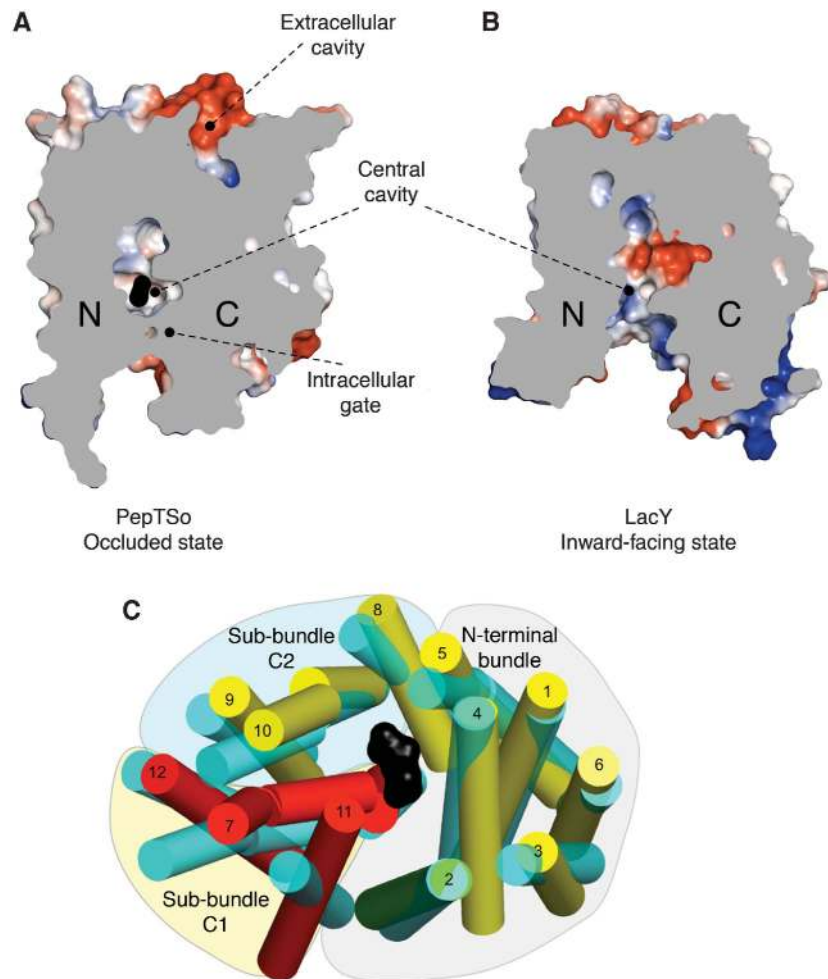 A
Extracellular
cavity
B
Central
cavity
N
C
N
C
Intracellular
gate
PepTSo
Occluded state
LacY
Inward-facing state
C
8
Sub-bundle
C2
N-terminal
bundle
5
1
9
4
10
6
12
7
11
3
2
Sub-bundle
C1